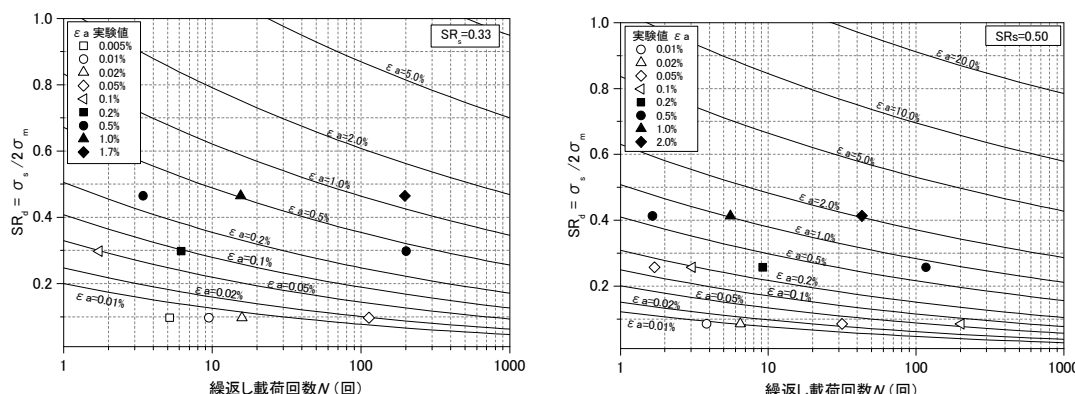 1.0
0.8
0.6
0.4
0.2
SRd = σs /2σm
1
10
100
1000
繰返し載荷回数N (回)
εa 実験値
0.005%
0.01%
0.02%
0.05%
0.1%
0.2%
0.5%
1.0%
1.7%
SRs=0.33
εa=5.0%
εa=2.0%
εa=1.0%
εa=0.5%
εa=0.2%
εa=0.1%
εa=0.05%
εa=0.02%
εa=0.01%
1.0
0.8
0.6
0.4
0.2
SRd = σs / 2σm
1
10
100
1000
繰返し載荷回数N (回)
実験値 εa
0.01%
0.02%
0.05%
0.1%
0.2%
0.5%
1.0%
2.0%
SRs=0.50
εa=20.0%
εa=10.0%
εa=5.0%
εa=2.0%
εa=1.0%
εa=0.5%
εa=0.2%
εa=0.1%
εa=0.05%
εa=0.02%
εa=0.01%